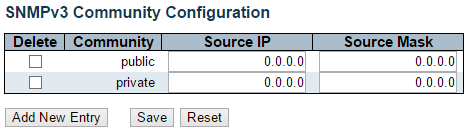 SNMPv3 Community Configuration
Delete Community Source IP Source Mask
public 0.0.0.0 0.0.0.0
private 0.0.0.0 0.0.0.0
Add New Entry Save Reset